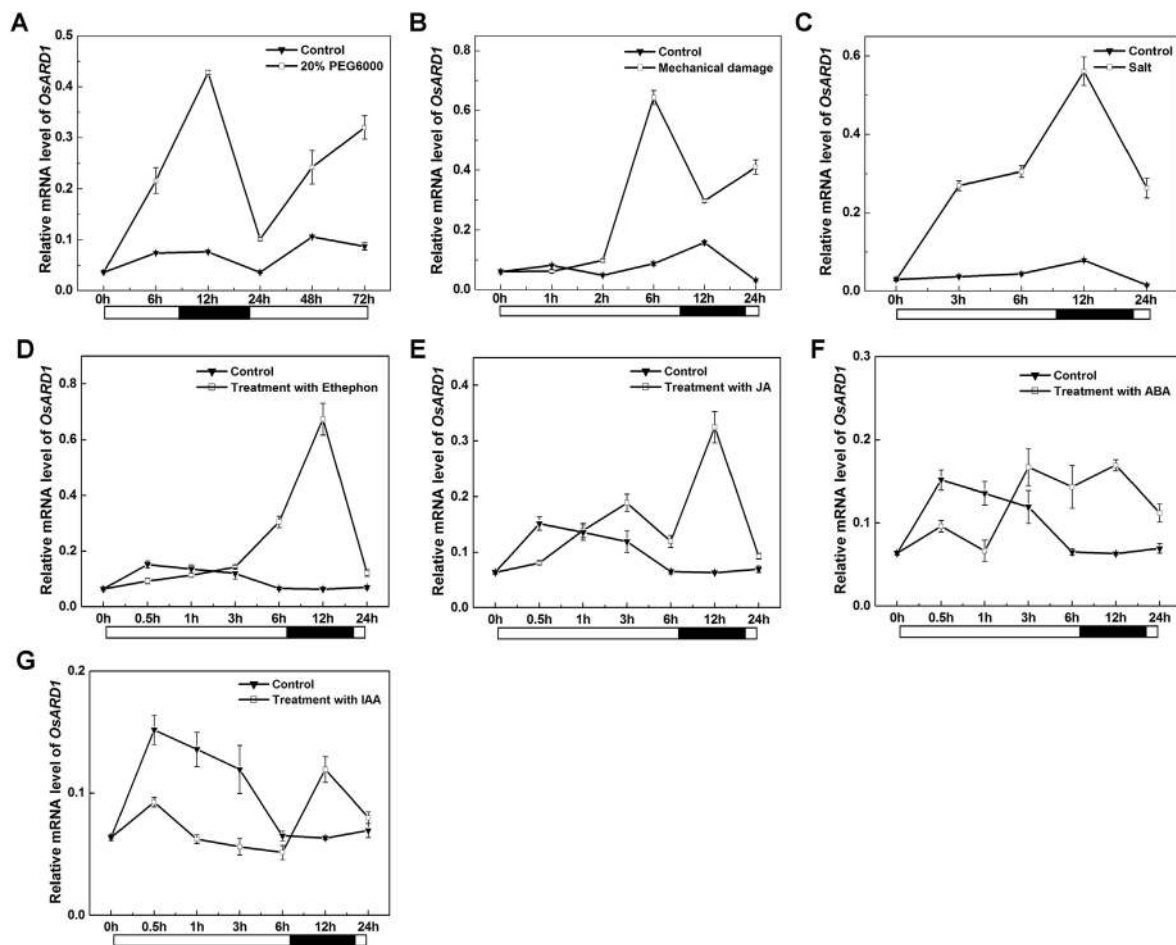 A
Relative mRNA level of OsARD1
0.5
0.4
0.3
0.2
0.1
0.0
Control
20% PEG6000
0h 6h 12h 24h 48h 72h
B
Relative mRNA level of OsARD1
0.8
0.6
0.4
0.2
0.0
Control
Mechanical damage
0h 1h 2h 6h 12h 24h
C
Relative mRNA level of OsARD1
0.6
0.4
0.2
0.0
Control
Salt
0h 3h 6h 12h 24h
D
Relative mRNA level of OsARD1
0.8
0.6
0.4
0.2
0.0
Control
Treatment with Ethephon
0h 0.5h 1h 3h 6h 12h 24h
E
Relative mRNA level of OsARD1
0.4
0.3
0.2
0.1
0.0
Control
Treatment with JA
0h 0.5h 1h 3h 6h 12h 24h
F
Relative mRNA level of OsARD1
0.3
0.2
0.1
0.0
Control
Treatment with ABA
0h 0.5h 1h 3h 6h 12h 24h
G
Relative mRNA level of OsARD1
0.2
0.1
0.0
Control
Treatment with IAA
0h 0.5h 1h 3h 6h 12h 24h